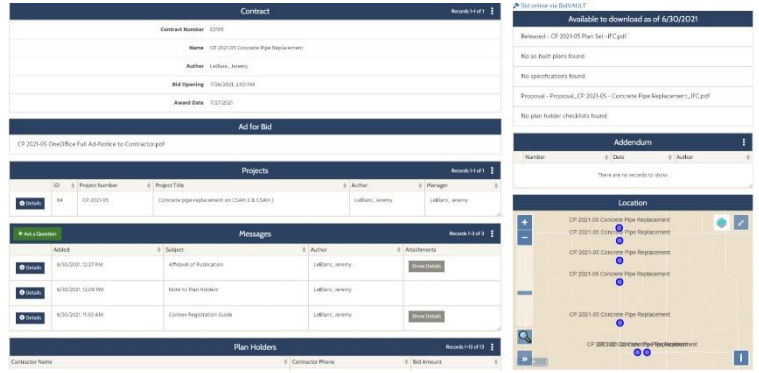 Contract
Records 1-1 of 1
Contract Number 02105
Name CP 2021-05 Concrete Pipe Replacement
Author LeBlanc, Jeremy
Bid Opening 7/26/2021, 2:03 PM
Award Date 7/27/2021
Ad for Bid
CP 2021-05 OneOffice Full Ad-Notice to Contractor.pdf
Projects
Records 1-1 of 1
ID Project Number Project Title Author Manager
Details 64 CP 2021-05 Concrete pipe replacement on CSAH 2 & CSAH 3 LeBlanc, Jeremy LeBlanc, Jeremy
+ Ask a Question
Messages
Records 1-3 of 3
Added Subject Author Attachments
Details 6/30/2021, 12:27 PM Affidavit of Publication LeBlanc, Jeremy Show Details
Details 6/30/2021, 12:09 PM Note to Plan Holders LeBlanc, Jeremy
Details 6/30/2021, 11:50 AM Connex Registration Guide LeBlanc, Jeremy Show Details
Plan Holders
Records 1-13 of 13
Contractor Name Contractor Phone Bid Amount
Bid online via BidVAULT
Available to download as of 6/30/2021
Released - CP 2021-05 Plan Set -IFC.pdf
No as-built plans found
No specifications found
Proposal - Proposal_CP 2021-05 - Concrete Pipe Replacement_IFC.pdf
No plan holder checklists found
Addendum
Number Date Author
There are no records to show
Location
CP 2021-05 Concrete Pipe Replacement
CP 2021-05 Concrete Pipe Replacement
CP 2021-05 Concrete Pipe Replacement
CP 2021-05 Concrete Pipe Replacement
CP 2021-05 Concrete Pipe Replacement